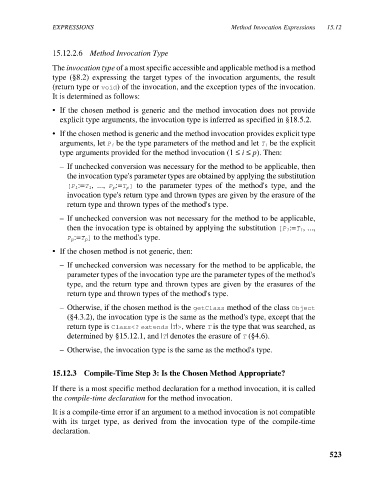 EXPRESSIONS Method Invocation Expressions 15.12
15.12.2.6 Method Invocation Type
The invocation type of a most specific accessible and applicable method is a method
type (§8.2) expressing the target types of the invocation arguments, the result
(return type or void) of the invocation, and the exception types of the invocation.
It is determined as follows:
• If the chosen method is generic and the method invocation does not provide
explicit type arguments, the invocation type is inferred as specified in §18.5.2.
• If the chosen method is generic and the method invocation provides explicit type
arguments, let Pi be the type parameters of the method and let Ti be the explicit
type arguments provided for the method invocation (1 ≤ i ≤ p). Then:
– If unchecked conversion was necessary for the method to be applicable, then
the invocation type's parameter types are obtained by applying the substitution
[P1:=T1, ..., Pp:=Tp] to the parameter types of the method's type, and the
invocation type's return type and thrown types are given by the erasure of the
return type and thrown types of the method's type.
– If unchecked conversion was not necessary for the method to be applicable,
then the invocation type is obtained by applying the substitution [P1:=T1, ...,
Pp:=Tp] to the method's type.
• If the chosen method is not generic, then:
– If unchecked conversion was necessary for the method to be applicable, the
parameter types of the invocation type are the parameter types of the method's
type, and the return type and thrown types are given by the erasures of the
return type and thrown types of the method's type.
– Otherwise, if the chosen method is the getClass method of the class Object
(§4.3.2), the invocation type is the same as the method's type, except that the
return type is Class<? extends |T|>, where T is the type that was searched, as
determined by §15.12.1, and |T| denotes the erasure of T (§4.6).
– Otherwise, the invocation type is the same as the method's type.
15.12.3 Compile-Time Step 3: Is the Chosen Method Appropriate?
If there is a most specific method declaration for a method invocation, it is called
the compile-time declaration for the method invocation.
It is a compile-time error if an argument to a method invocation is not compatible
with its target type, as derived from the invocation type of the compile-time
declaration.
523